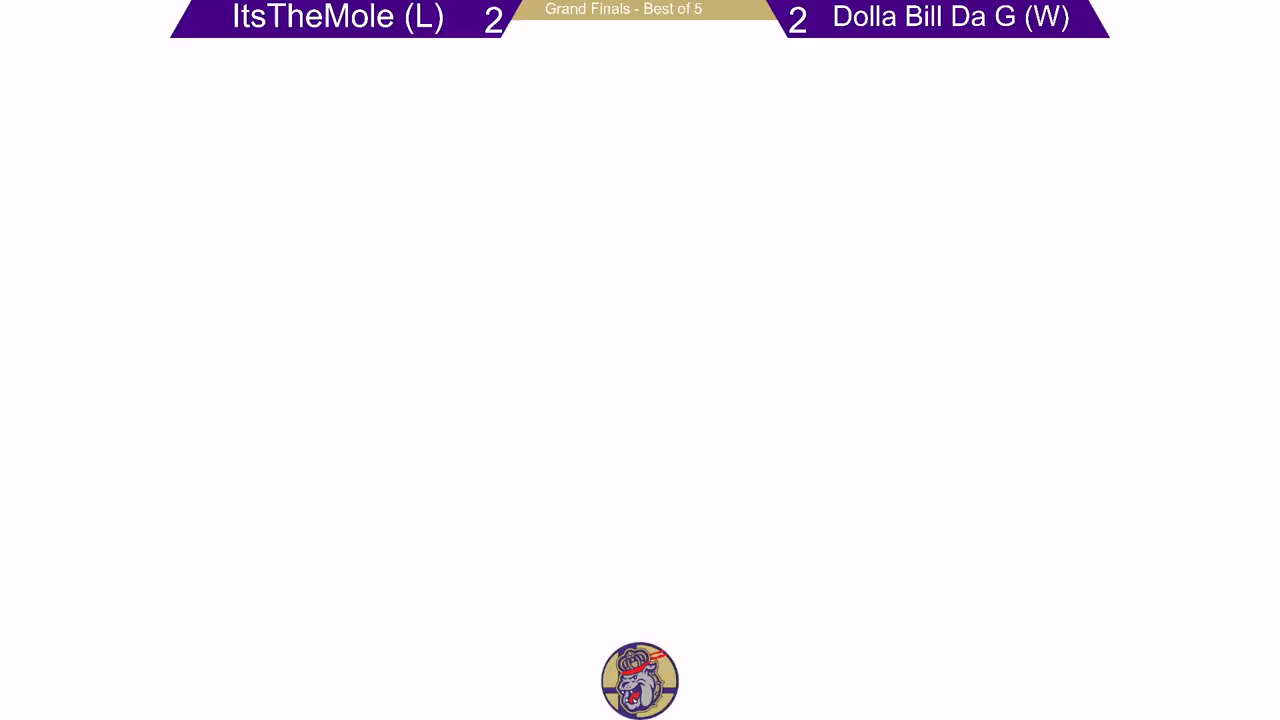 ItsTheMole (L) 2
Grand Finals - Best of 5
2 Dolla Bill Da G (W)